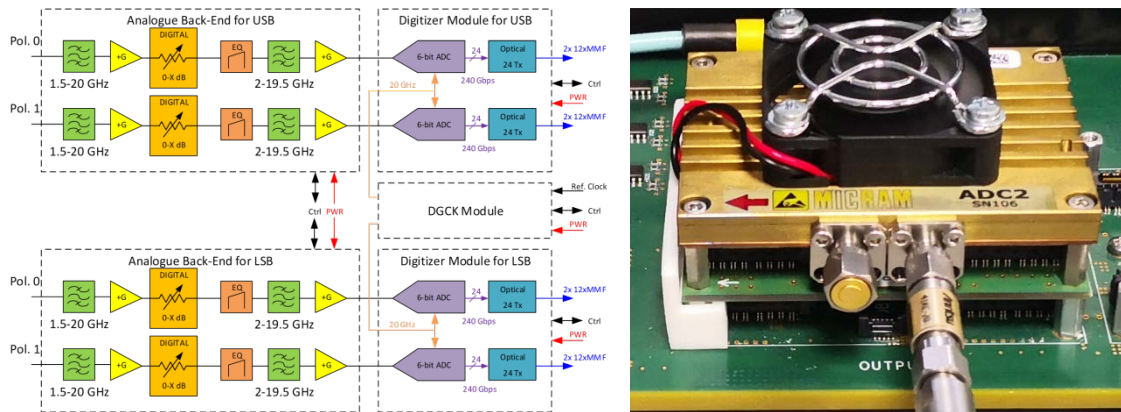 Analogue Back-End for USB
Digitizer Module for USB
Pol. 0
+G
DIGITAL
0-X dB
EQ
+G
6-bit ADC
24
Optical
24 Tx
2x 12xMMF
1.5-20 GHz
2-19.5 GHz
240 Gbps
20 GHz
Ctrl
PWR
Pol. 1
+G
DIGITAL
0-X dB
EQ
+G
6-bit ADC
24
Optical
24 Tx
2x 12xMMF
1.5-20 GHz
2-19.5 GHz
240 Gbps
Ctrl
PWR
DGCK Module
Ref. Clock
Ctrl
PWR
Analogue Back-End for LSB
Digitizer Module for LSB
Pol. 0
+G
DIGITAL
0-X dB
EQ
+G
6-bit ADC
24
Optical
24 Tx
2x 12xMMF
1.5-20 GHz
2-19.5 GHz
240 Gbps
20 GHz
Ctrl
PWR
Pol. 1
+G
DIGITAL
0-X dB
EQ
+G
6-bit ADC
24
Optical
24 Tx
2x 12xMMF
1.5-20 GHz
2-19.5 GHz
240 Gbps
MICRAM
ADC2
SN106
OUTPU